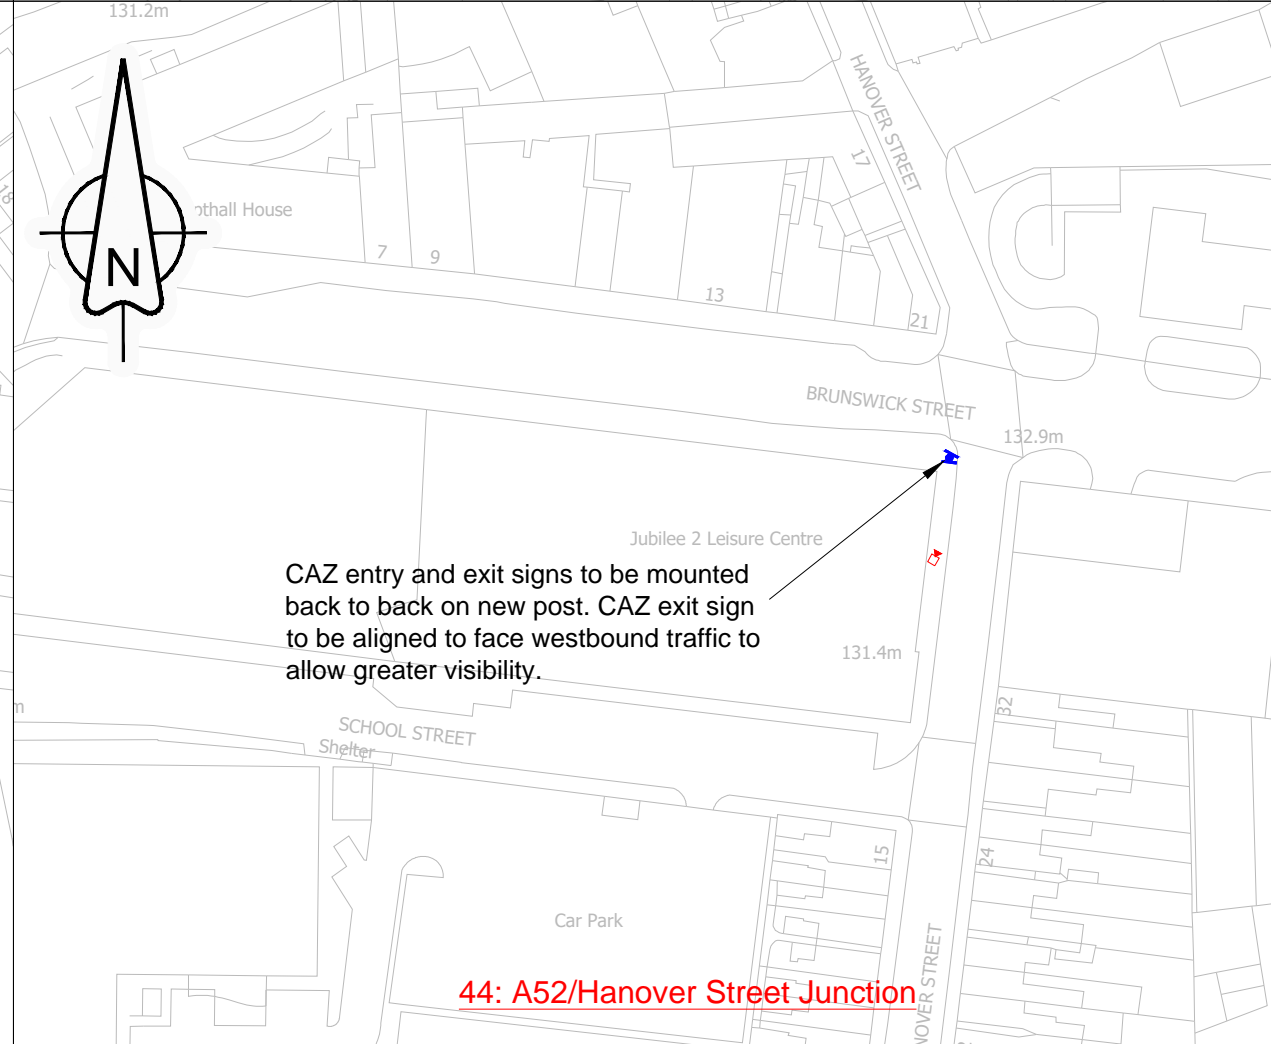 131.2m
HANOVER STREET
17
18
othall House
N
7
9
13
21
BRUNSWICK STREET
132.9m
Jubilee 2 Leisure Centre
CAZ entry and exit signs to be mounted
back to back on new post. CAZ exit sign
to be aligned to face westbound traffic to
allow greater visibility.
131.4m
m
32
SCHOOL STREET
Shelter
15
24
Car Park
NOVER STREET
44: A52/Hanover Street Junction